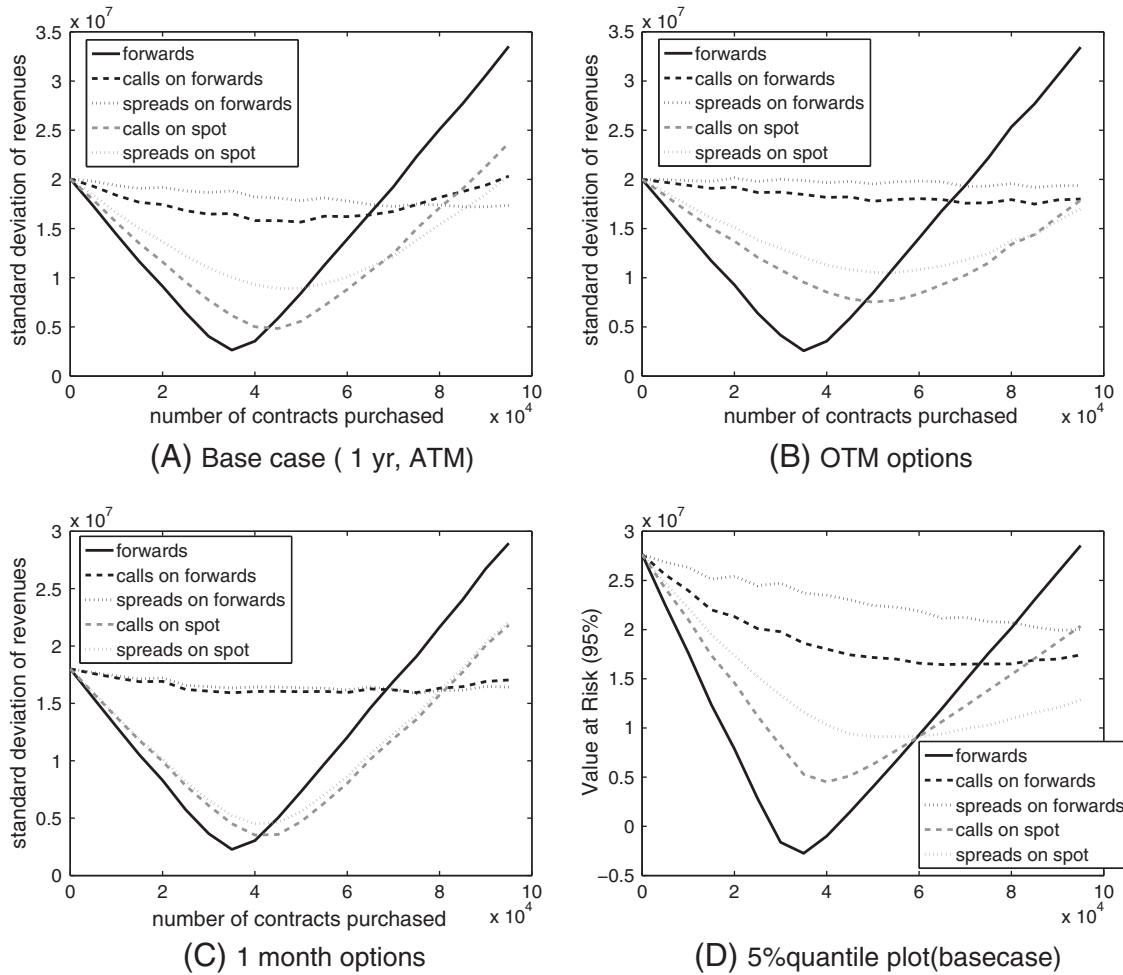 x 10^7
3.5
3
2.5
2
1.5
1
0.5
0
standard deviation of revenues
forwards
calls on forwards
spreads on forwards
calls on spot
spreads on spot
0 2 4 6 8 10
number of contracts purchased
x 10^4
(A) Base case ( 1 yr, ATM)
x 10^7
3.5
3
2.5
2
1.5
1
0.5
0
standard deviation of revenues
forwards
calls on forwards
spreads on forwards
calls on spot
spreads on spot
0 2 4 6 8 10
number of contracts purchased
x 10^4
(B) OTM options
x 10^7
3
2.5
2
1.5
1
0.5
0
standard deviation of revenues
forwards
calls on forwards
spreads on forwards
calls on spot
spreads on spot
0 2 4 6 8 10
number of contracts purchased
x 10^4
(C) 1 month options
x 10^7
3
2.5
2
1.5
1
0.5
0
−0.5
Value at Risk (95%)
forwards
calls on forwards
spreads on forwards
calls on spot
spreads on spot
0 2 4 6 8 10
x 10^4
(D) 5%quantile plot(basecase)